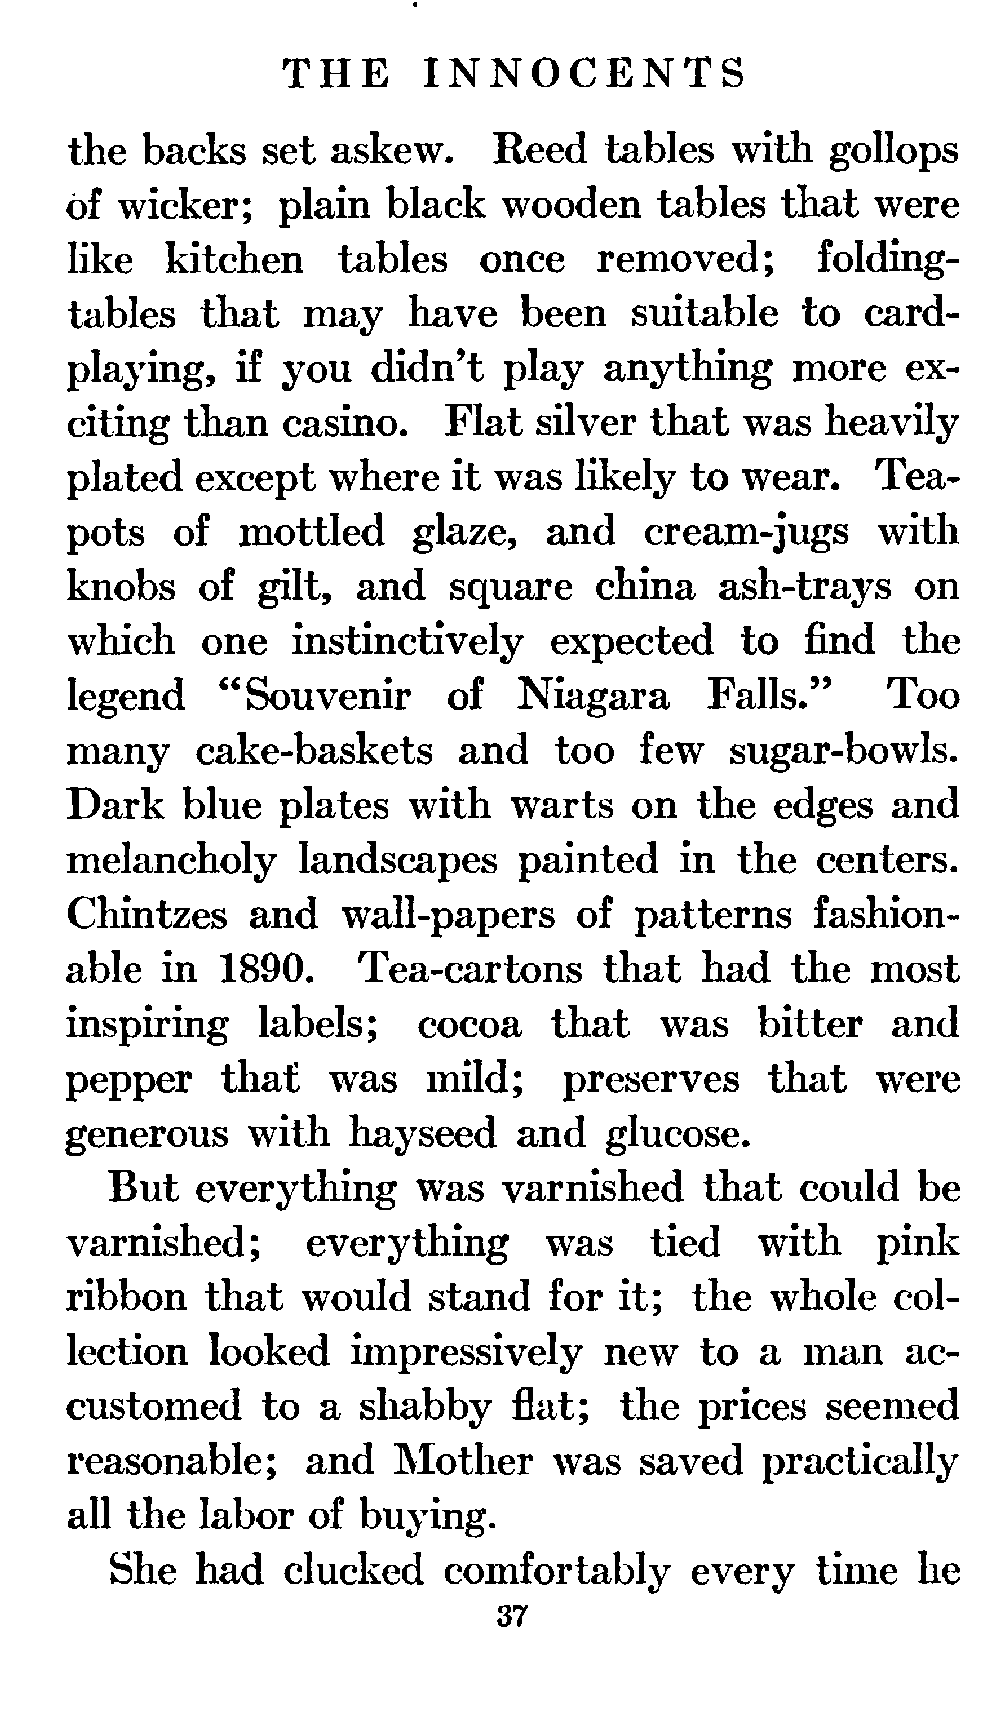 THE INNOCENTS
the backs set askew. Reed tables with gollops
of wicker; plain black wooden tables that were
like kitchen tables once removed; folding-
tables that may have been suitable to card-
playing, if you didn't play anything more ex-
citing than casino. Flat silver that was heavily
plated except where it was likely to wear. Tea-
pots of mottled glaze, and cream-jugs with
knobs of gilt, and square china ash-trays on
which one instinctively expected to find the
legend “Souvenir of Niagara Falls.” Too
many cake-baskets and too few sugar-bowls.
Dark blue plates with warts on the edges and
melancholy landscapes painted in the centers.
Chintzes and wall-papers of patterns fashion-
able in 1890. Tea-cartons that had the most
inspiring labels; cocoa that was bitter and
pepper that was mild; preserves that were
generous with hayseed and glucose.
But everything was varnished that could be
varnished; everything was tied with pink
ribbon that would stand for it; the whole col-
lection looked impressively new to a man ac-
customed to a shabby flat; the prices seemed
reasonable; and Mother was saved practically
all the labor of buying.
She had clucked comfortably every time he
37